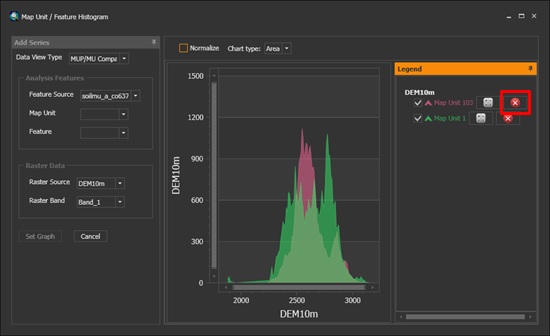 Map Unit / Feature Histogram
Add Series
Data View Type MUP/MU Compa
Analysis Features
Feature Source soilmu_a_co637
Map Unit
Feature
Raster Data
Raster Source DEM10m
Raster Band Band_1
Set Graph Cancel
Normalize Chart type: Area
1500
1200
900
600
300
0
DEM10m
2000 2500 3000
DEM10m
Legend
DEM10m
Map Unit 103
Map Unit 1